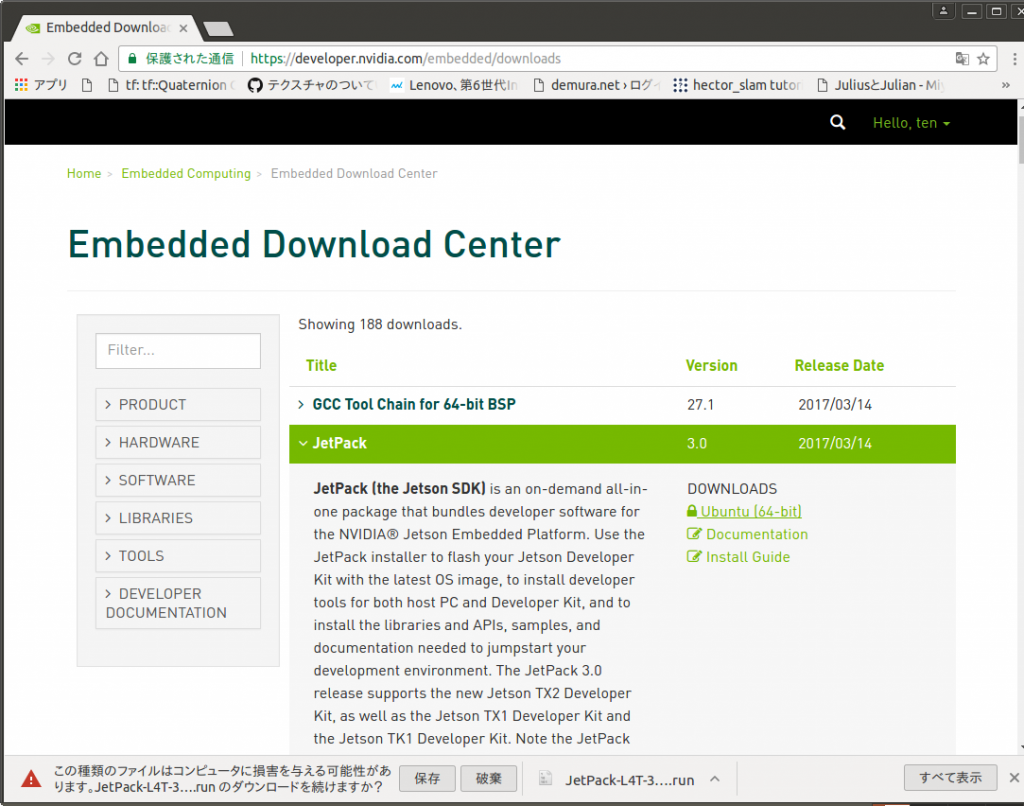 Embedded Downloa
保護された通信
https://developer.nvidia.com/embedded/downloads
アプリ
tf: tf::Quaternion
テクスチャのついて
Lenovo、第6世代In
demura.net › ログイ
hector_slam tutor
JuliusとJulian - My
»
Hello, ten
Home > Embedded Computing > Embedded Download Center
Embedded Download Center
Filter...
> PRODUCT
> HARDWARE
> SOFTWARE
> LIBRARIES
> TOOLS
> DEVELOPER
DOCUMENTATION
Showing 188 downloads.
Title Version Release Date
GCC Tool Chain for 64-bit BSP 27.1 2017/03/14
JetPack 3.0 2017/03/14
JetPack (the Jetson SDK) is an on-demand all-in-
one package that bundles developer software for
the NVIDIA® Jetson Embedded Platform. Use the
JetPack installer to flash your Jetson Developer
Kit with the latest OS image, to install developer
tools for both host PC and Developer Kit, and to
install the libraries and APIs, samples, and
documentation needed to jumpstart your
development environment. The JetPack 3.0
release supports the new Jetson TX2 Developer
Kit, as well as the Jetson TX1 Developer Kit and
the Jetson TK1 Developer Kit. Note the JetPack
DOWNLOADS
Ubuntu (64-bit)
Documentation
Install Guide
この種類のファイルはコンピュータに損害を与える可能性があ
ります。JetPack-L4T-3....run のダウンロードを続けますか？
保存
破棄
JetPack-L4T-3....run
すべて表示